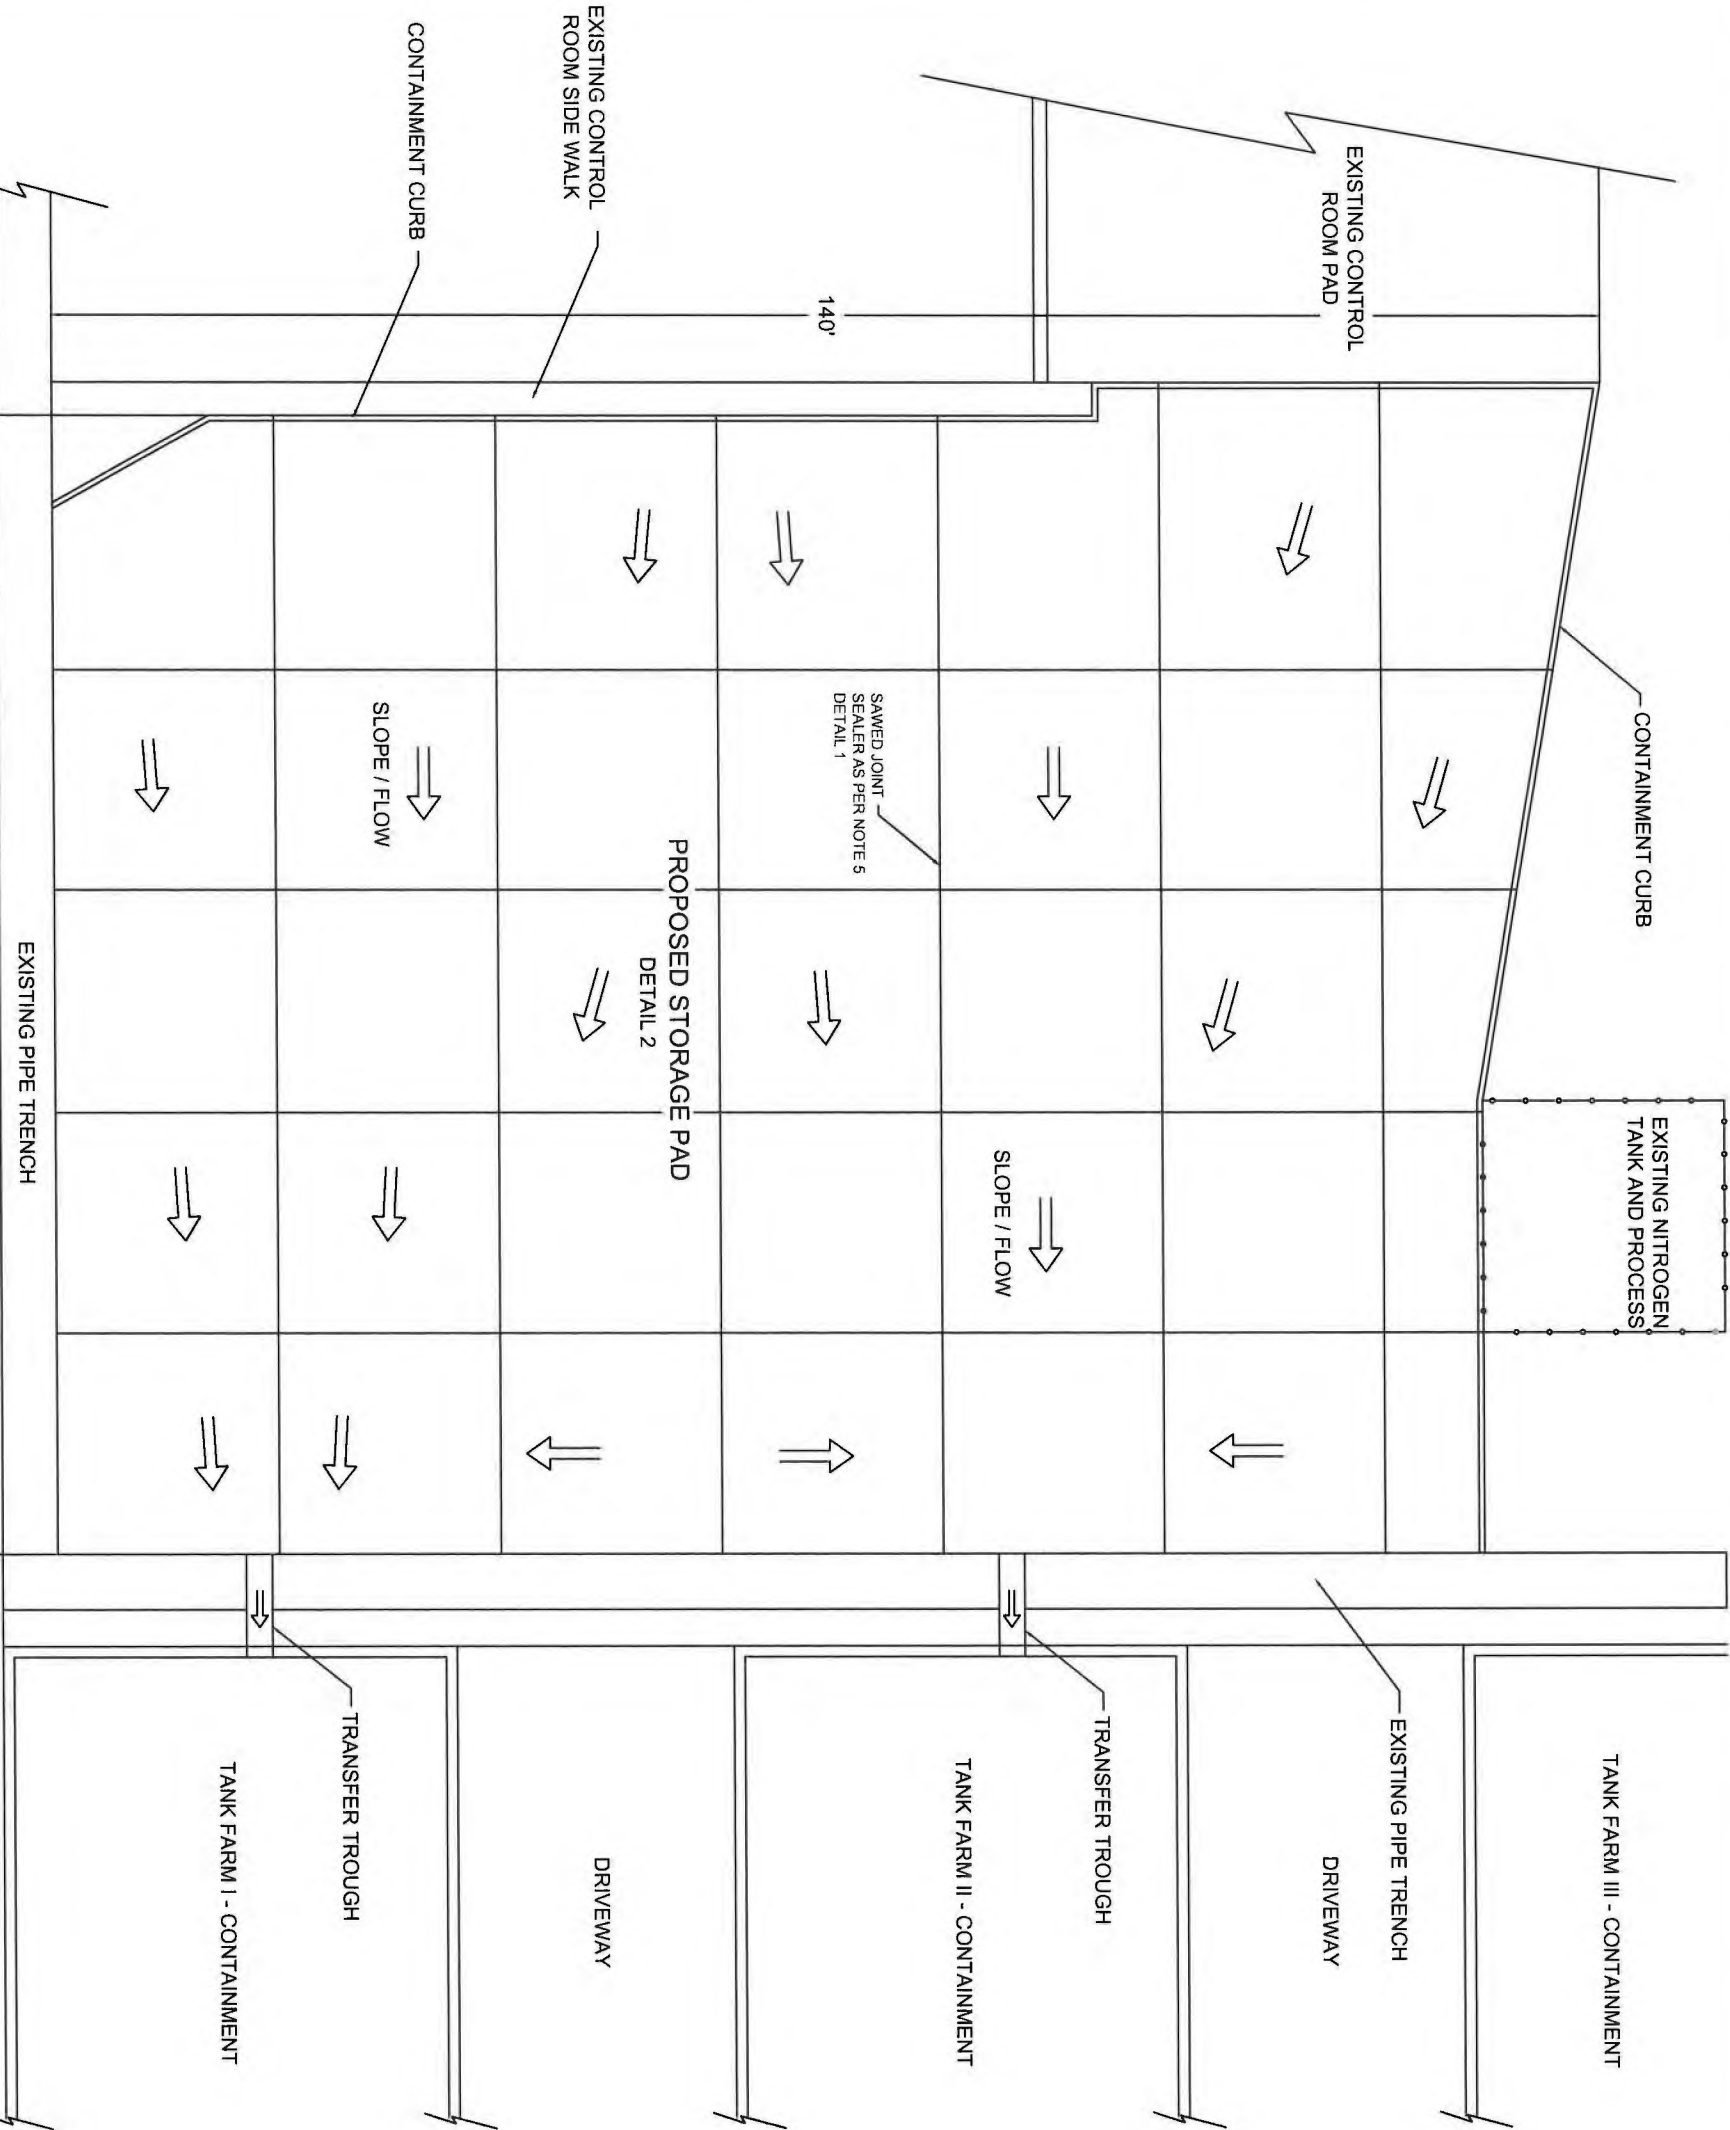 EXISTING CONTROL
ROOM PAD
EXISTING CONTROL
ROOM SIDE WALK
CONTAINMENT CURB
140'
CONTAINMENT CURB
SAWED JOINT
SEALER AS PER NOTE 5
DETAIL 1
SLOPE / FLOW
PROPOSED STORAGE PAD
DETAIL 2
EXISTING PIPE TRENCH
EXISTING NITROGEN
TANK AND PROCESS
SLOPE / FLOW
TANK FARM III - CONTAINMENT
EXISTING PIPE TRENCH
DRIVEWAY
TRANSFER TROUGH
TANK FARM II - CONTAINMENT
DRIVEWAY
TRANSFER TROUGH
TANK FARM I - CONTAINMENT